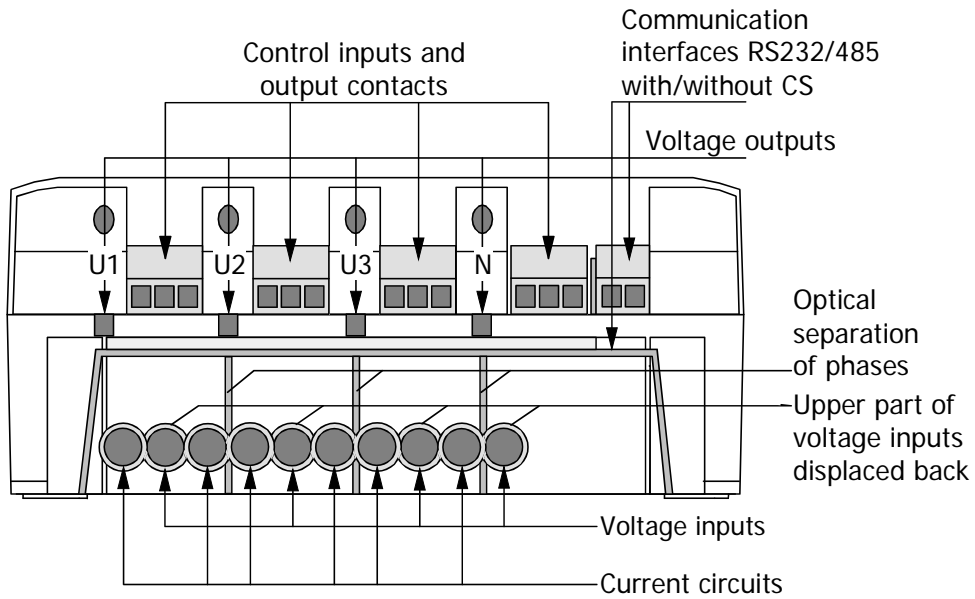 Communication
interfaces RS232/485
with/without CS
Control inputs and
output contacts
Voltage outputs
U1
U2
U3
N
Optical
separation
of phases
Upper part of
voltage inputs
displaced back
Voltage inputs
Current circuits